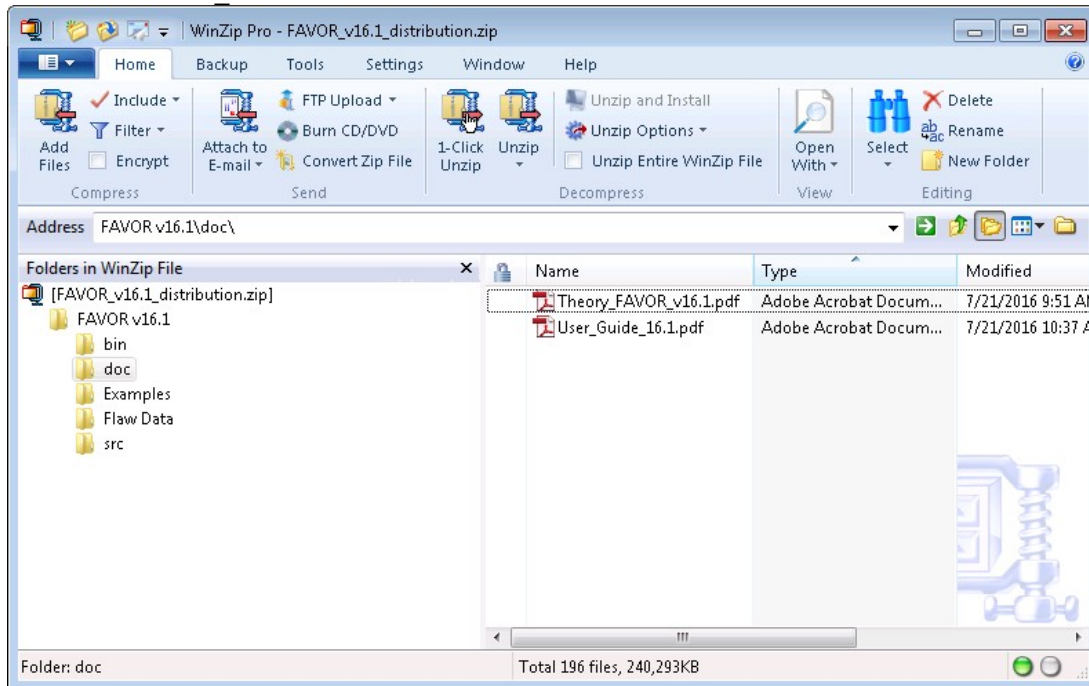 WinZip Pro - FAVOR_v16.1_distribution.zip
Home Backup Tools Settings Window Help
Add Files
Include
Filter
Encrypt
Compress
Attach to E-mail
FTP Upload
Burn CD/DVD
Convert Zip File
Send
1-Click Unzip
Unzip
Unzip and Install
Unzip Options
Unzip Entire WinZip File
Decompress
Open With
View
Select
Delete
Rename
New Folder
Editing
Address FAVOR v16.1\doc\
Folders in WinZip File
[FAVOR_v16.1_distribution.zip]
FAVOR v16.1
bin
doc
Examples
Flaw Data
src
Name Type Modified
Theory_FAVOR_v16.1.pdf Adobe Acrobat Docum... 7/21/2016 9:51 AM
User_Guide_16.1.pdf Adobe Acrobat Docum... 7/21/2016 10:37 A
Folder: doc
Total 196 files, 240,293KB